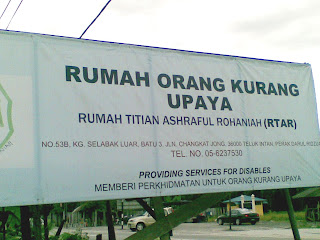 RUMAH ORANG KURANG
UPAYA
RUMAH TITIAN ASHRAFUL ROHANIAH (RTAR)
NO.53B, KG. SELABAK LUAR, BATU 3, JLN. CHANGKAT JONG, 36000 TELUK INTAN, PERAK DARUL RIDZUAN
TEL. NO. 05-6237530
PROVIDING SERVICES FOR DISABLES
MEMBERI PERKHIDMATAN UNTUK ORANG KURANG UPAYA